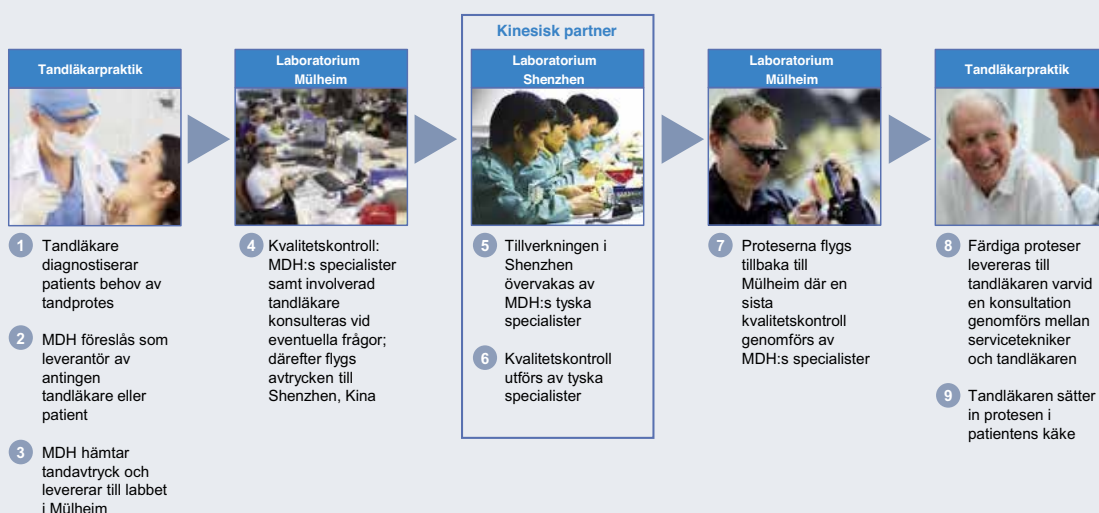 Kinesisk partner
Tandläkarpraktik
1 Tandläkare
diagnostiserar
patients behov av
tandprotes
2 MDH föreslås som
leverantör av
antingen
tandläkare eller
patient
3 MDH hämtar
tandavtryck och
levererar till labbet
i Mülheim
Laboratorium
Mülheim
4 Kvalitetskontroll:
MDH:s specialister
samt involverad
tandläkare
konsulteras vid
eventuella frågor;
därefter flygs
avtrycken till
Shenzhen, Kina
Laboratorium
Shenzhen
5 Tillverkningen i
Shenzhen
övervakas av
MDH:s tyska
specialister
6 Kvalitetskontroll
utförs av tyska
specialister
Laboratorium
Mülheim
7 Proteserna flygs
tillbaka till
Mülheim där en
sista
kvalitetskontroll
genomförs av
MDH:s specialister
Tandläkarpraktik
8 Färdiga proteser
levereras till
tandläkaren varvid
en konsultation
genomförs mellan
servicetekniker
och tandläkaren
9 Tandläkaren sätter
in protesen i
patientens käke